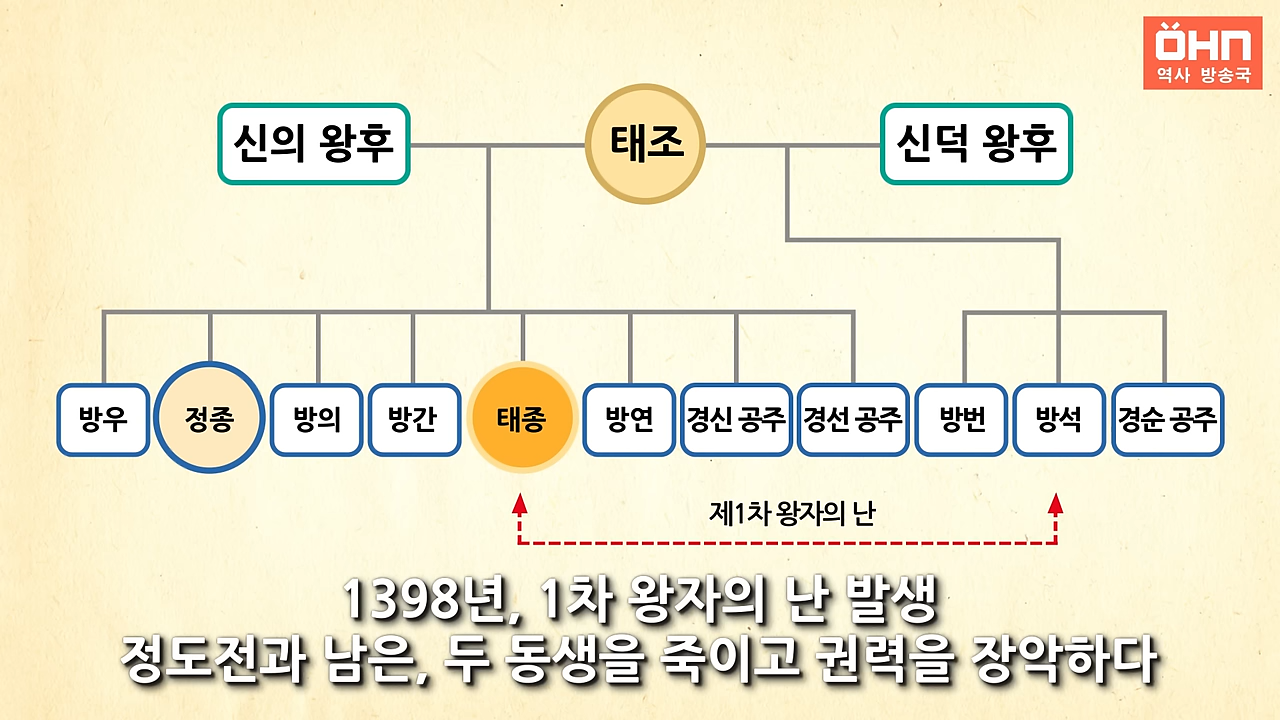 OHN
역사 방송국
신의 왕후
태조
신덕 왕후
방우
정종
방의
방간
태종
방연
경신 공주
경선 공주
방번
방석
경순 공주
제1차 왕자의 난
1398년, 1차 왕자의 난 발생
정도전과 남은, 두 동생을 죽이고 권력을 장악하다